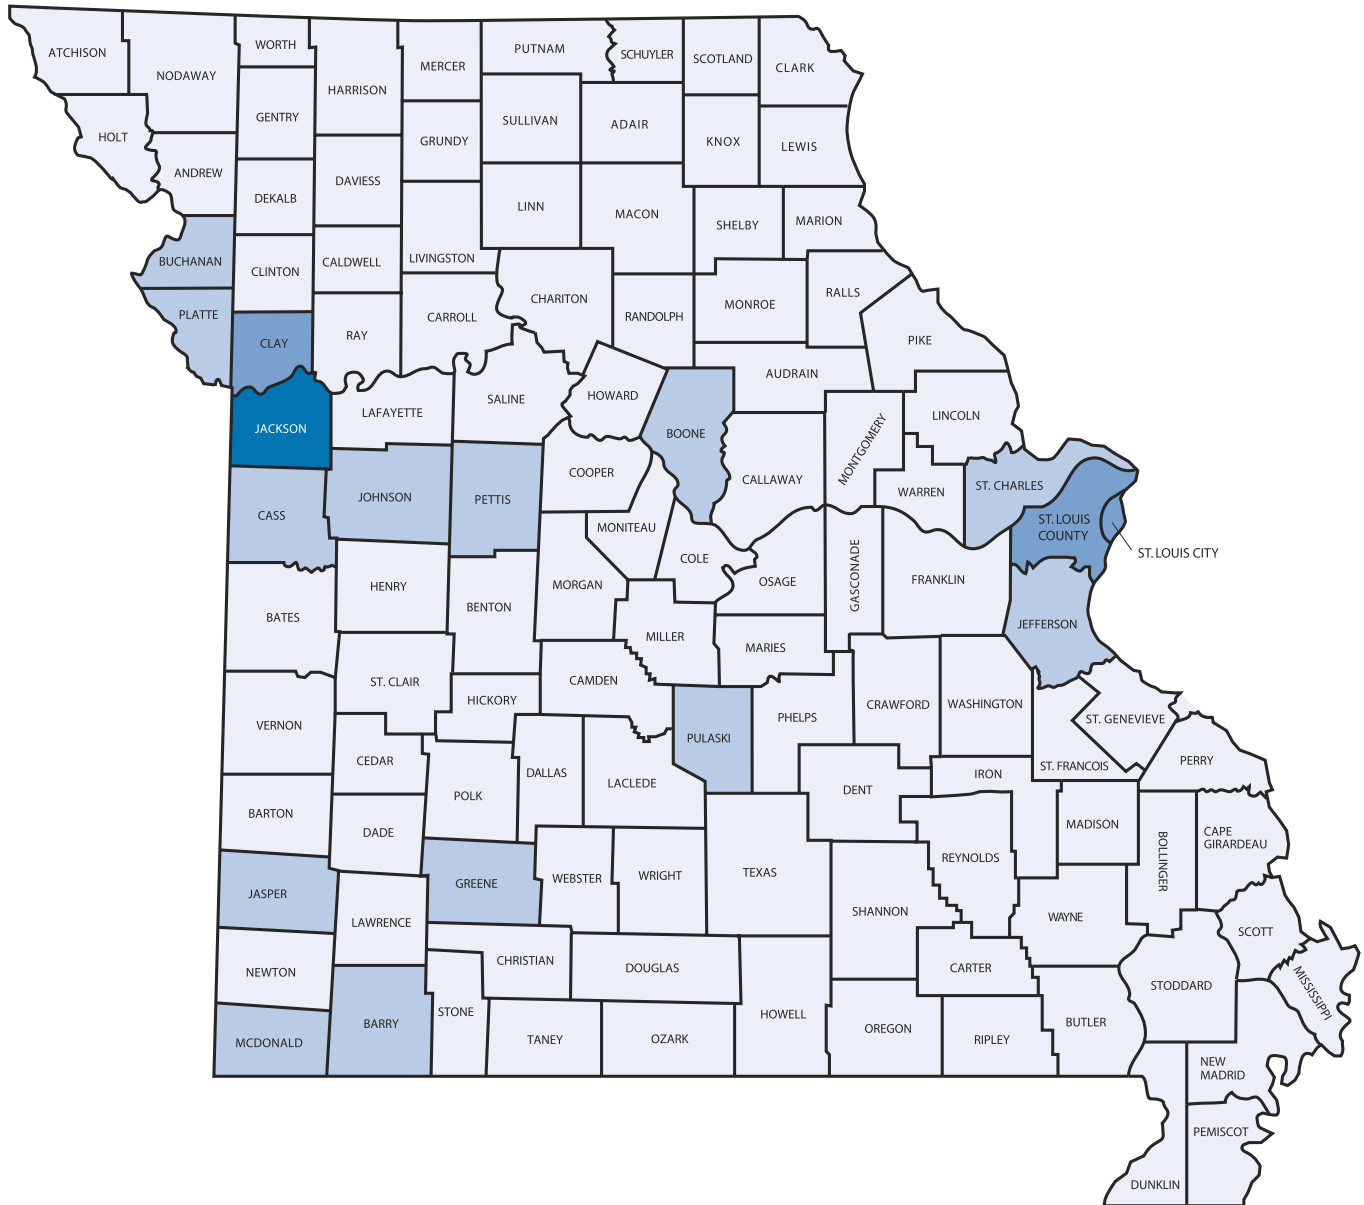 ATCHISON
NODAWAY
WORTH
HARRISON
MERCER
PUTNAM
SCHUYLER
SCOTLAND
CLARK
HOLT
GENTRY
GRUNDY
SULLIVAN
ADAIR
KNOX
LEWIS
ANDREW
DEKALB
DAVIESS
LINN
MACON
SHELBY
MARION
BUCHANAN
CLINTON
CALDWELL
LIVINGSTON
CHARITON
RANDOLPH
MONROE
RALLS
PLATTE
CLAY
RAY
CARROLL
PIKE
AUDRAIN
JACKSON
LAFAYETTE
SALINE
HOWARD
BOONE
CALLAWAY
MONTGOMERY
LINCOLN
WARREN
ST. CHARLES
ST. LOUIS
COUNTY
ST. LOUIS CITY
CASS
JOHNSON
PETTIS
COOPER
MONITEAU
COLE
OSAGE
GASCONADE
FRANKLIN
JEFFERSON
BATES
HENRY
BENTON
MORGAN
MILLER
MARIES
ST. CLAIR
HICKORY
CAMDEN
PULASKI
PHELPS
CRAWFORD
WASHINGTON
ST. GENEVIEVE
ST. FRANCOIS
PERRY
VERNON
CEDAR
POLK
DALLAS
LACLEDE
DENT
IRON
MADISON
BOLLINGER
CAPE
GIRARDEAU
BARTON
DADE
GREENE
WEBSTER
WRIGHT
TEXAS
REYNOLDS
SHANNON
WAYNE
JASPER
LAWRENCE
CHRISTIAN
DOUGLAS
CARTER
STODDARD
SCOTT
MISSISSIPPI
NEWTON
BARRY
STONE
TANEY
OZARK
HOWELL
OREGON
RIPLEY
BUTLER
MCDONALD
NEW
MADRID
PEMISCOT
DUNKLIN